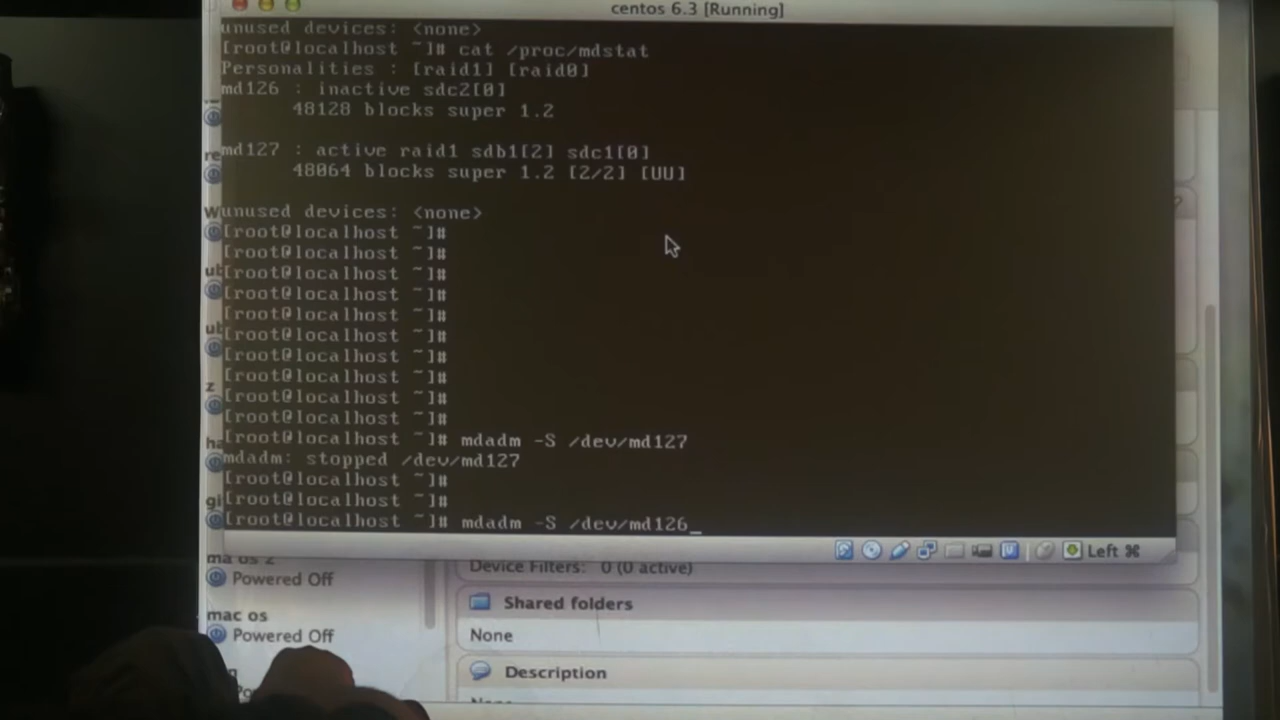 centos 6.3 [Running]
unused devices: <none>
[root@localhost ~]# cat /proc/mdstat
Personalities : [raid1] [raid0]
md126 : inactive sdc2[0]
48128 blocks super 1.2
md127 : active raid1 sdb1[2] sdc1[0]
48064 blocks super 1.2 [2/2] [UU]
unused devices: <none>
[root@localhost ~]#
[root@localhost ~]#
[root@localhost ~]#
[root@localhost ~]#
[root@localhost ~]#
[root@localhost ~]#
[root@localhost ~]#
[root@localhost ~]#
[root@localhost ~]#
[root@localhost ~]#
[root@localhost ~]# mdadm -S /dev/md127
mdadm: stopped /dev/md127
[root@localhost ~]#
[root@localhost ~]#
[root@localhost ~]# mdadm -S /dev/md126_
Left ⌘
ma os 2
Powered Off
mac os
Powered Off
Device Filters: 0 (0 active)
Shared folders
None
Description